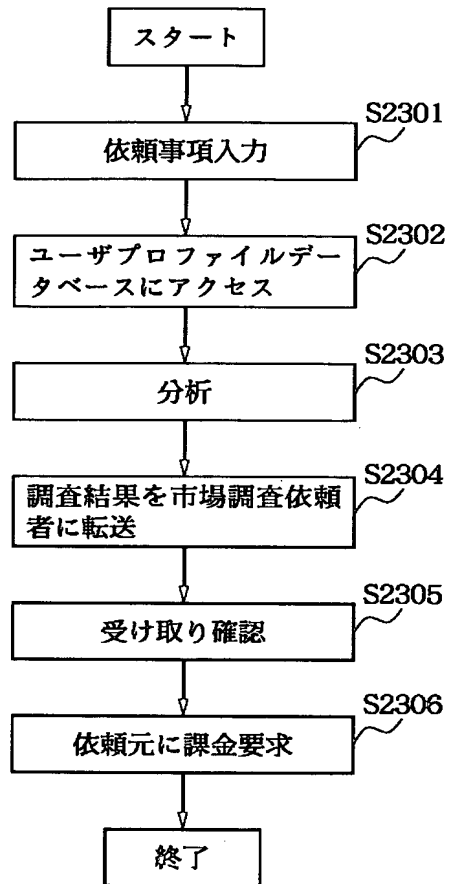 スタート
S2301
依頼事項入力
S2302
ユーザプロファイルデー
タベースにアクセス
S2303
分析
S2304
調査結果を市場調査依頼
者に転送
S2305
受け取り確認
S2306
依頼元に課金要求
終了